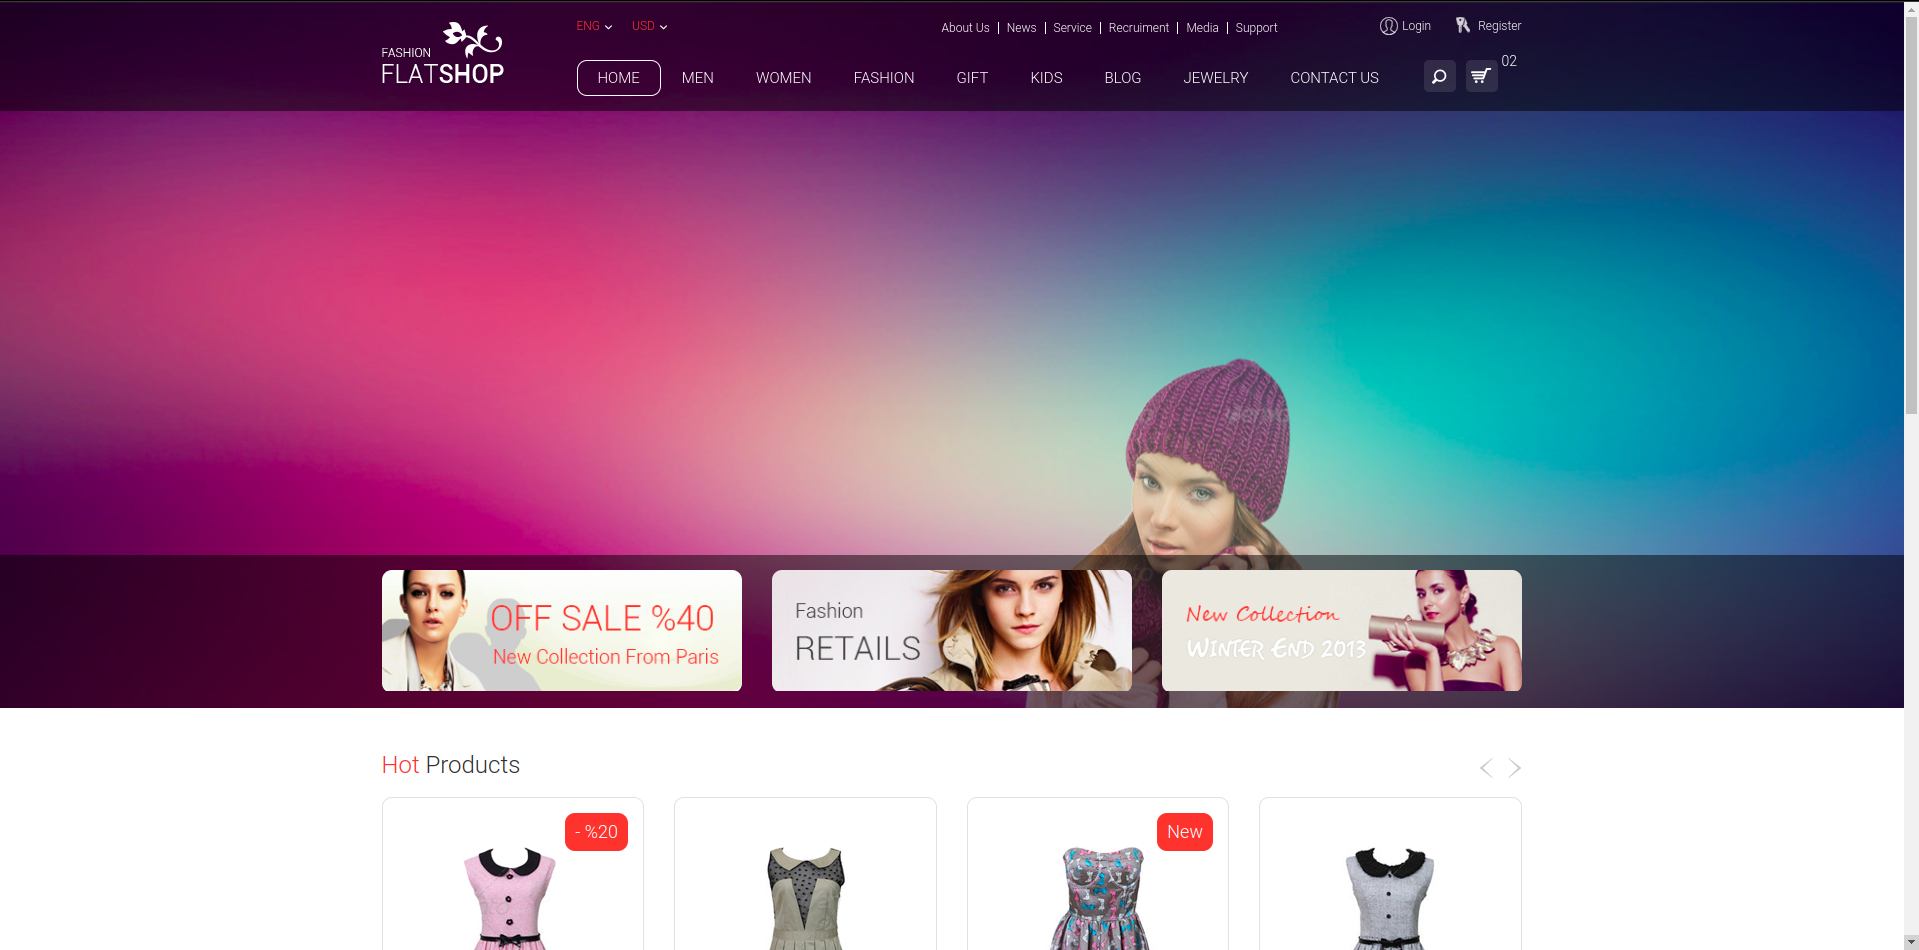 ENG USD
About Us News Service Recruiment Media Support
Login Register
FASHION
FLATSHOP
HOME MEN WOMEN FASHION GIFT KIDS BLOG JEWELRY CONTACT US
02
OFF SALE %40
New Collection From Paris
Fashion
RETAILS
New Collection
WINTER END 2013
Hot Products
- %20
New